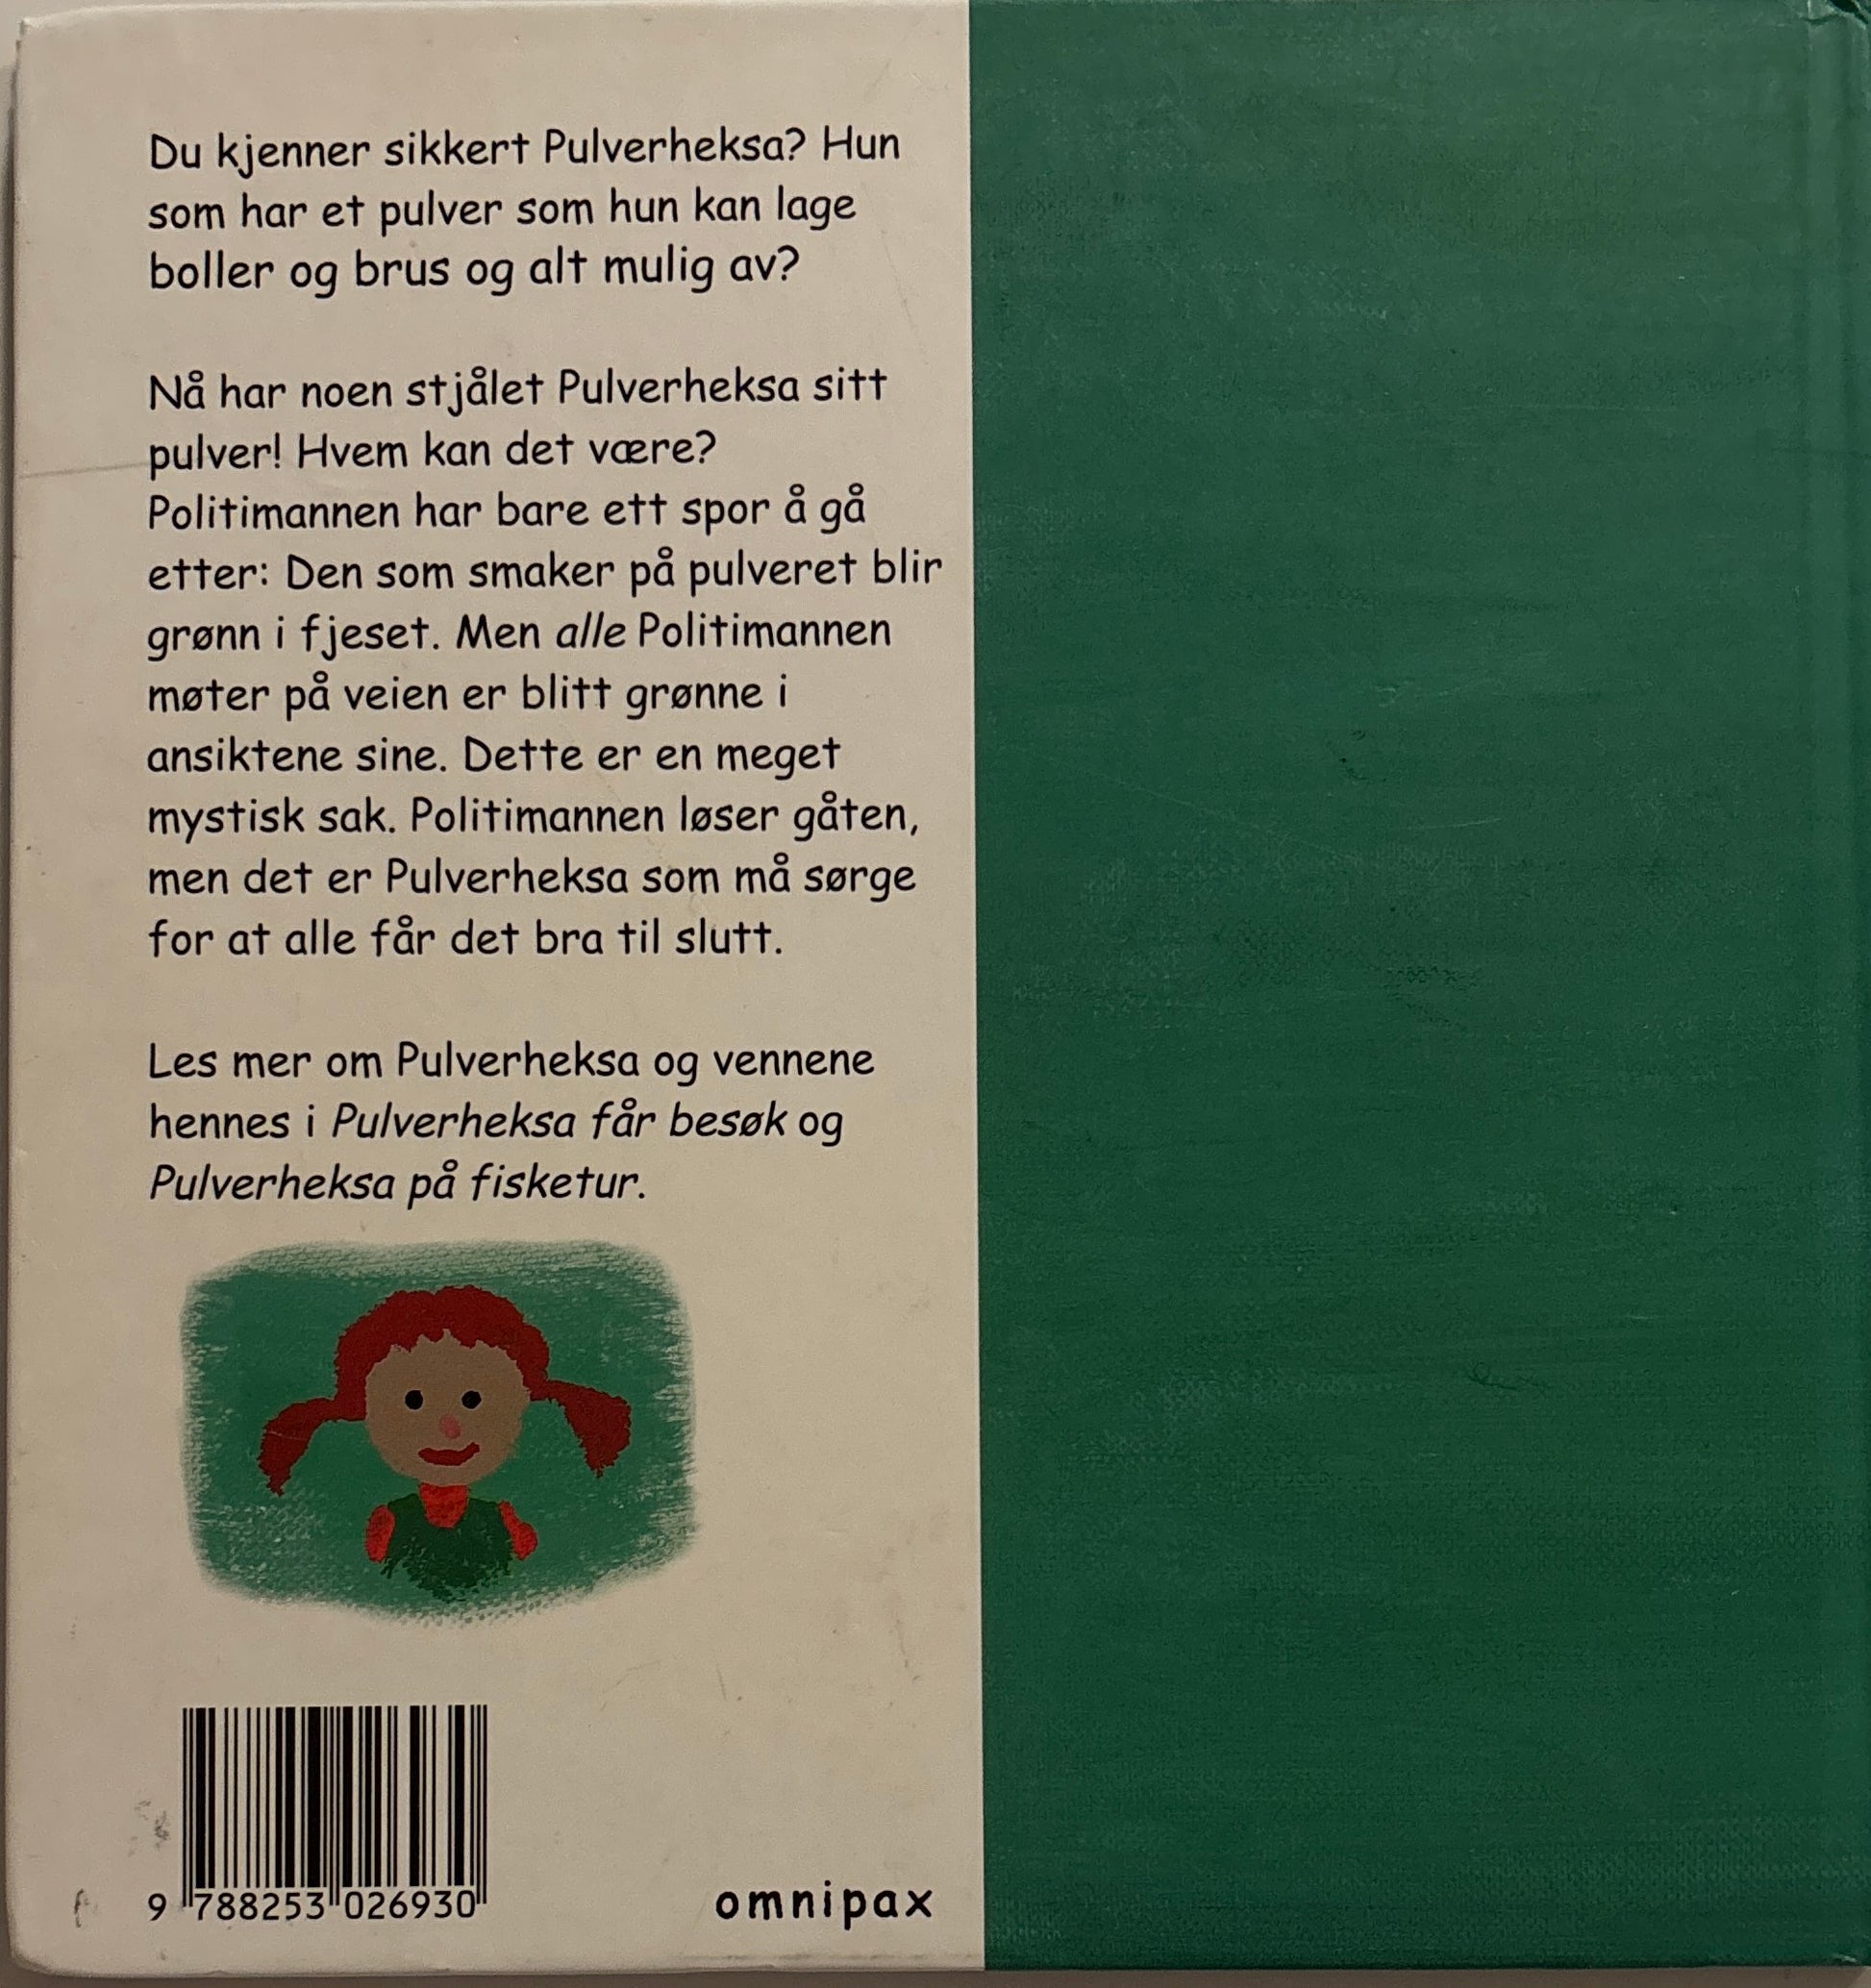 Du kjenner sikkert Pulverheksa? Hun
som har et pulver som hun kan lage
boller og brus og alt mulig av?
Nå har noen stjålet Pulverheksa sitt
pulver! Hvem kan det være?
Politimannen har bare ett spor å gå
etter: Den som smaker på pulveret blir
grønn i fjeset. Men alle Politimannen
møter på veien er blitt grønne i
ansiktene sine. Dette er en meget
mystisk sak. Politimannen løser gåten,
men det er Pulverheksa som må sørge
for at alle får det bra til slutt.
Les mer om Pulverheksa og vennene
hennes i Pulverheksa får besøk og
Pulverheksa på fisketur.
9 788253 026930
omnipax